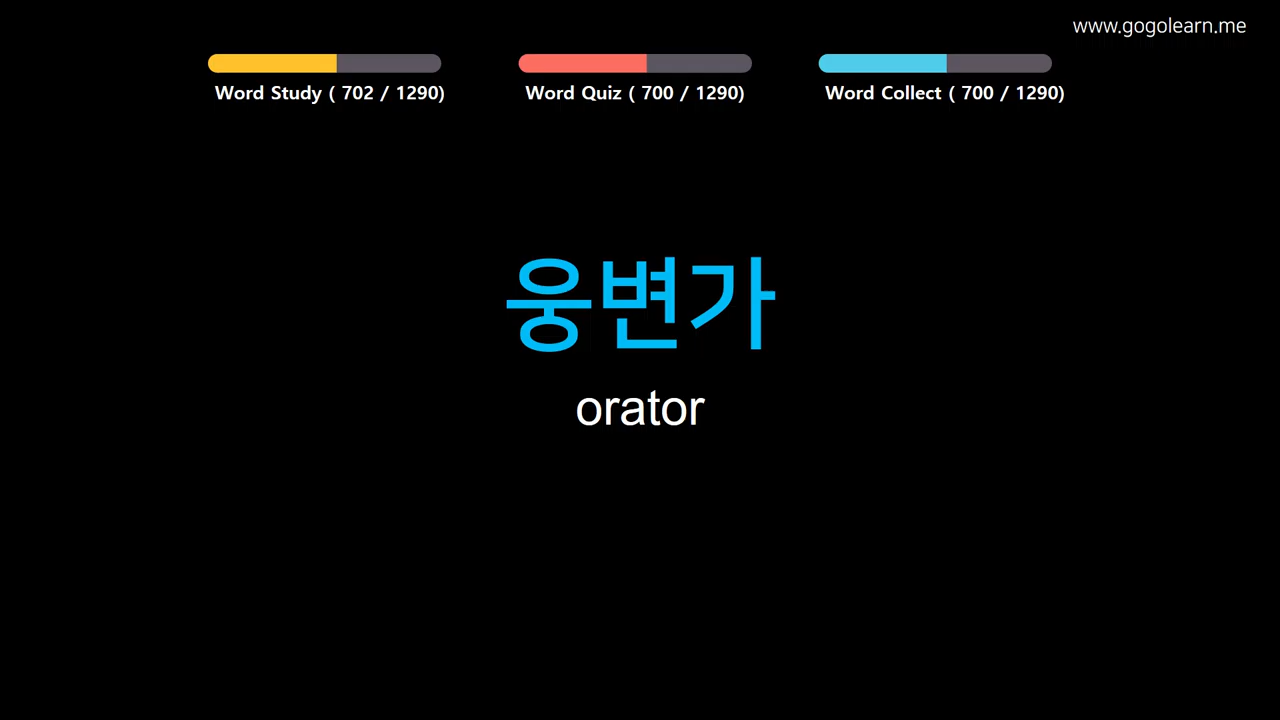 www.gogolearn.me
Word Study ( 702 / 1290)
Word Quiz ( 700 / 1290)
Word Collect ( 700 / 1290)
웅변가
orator